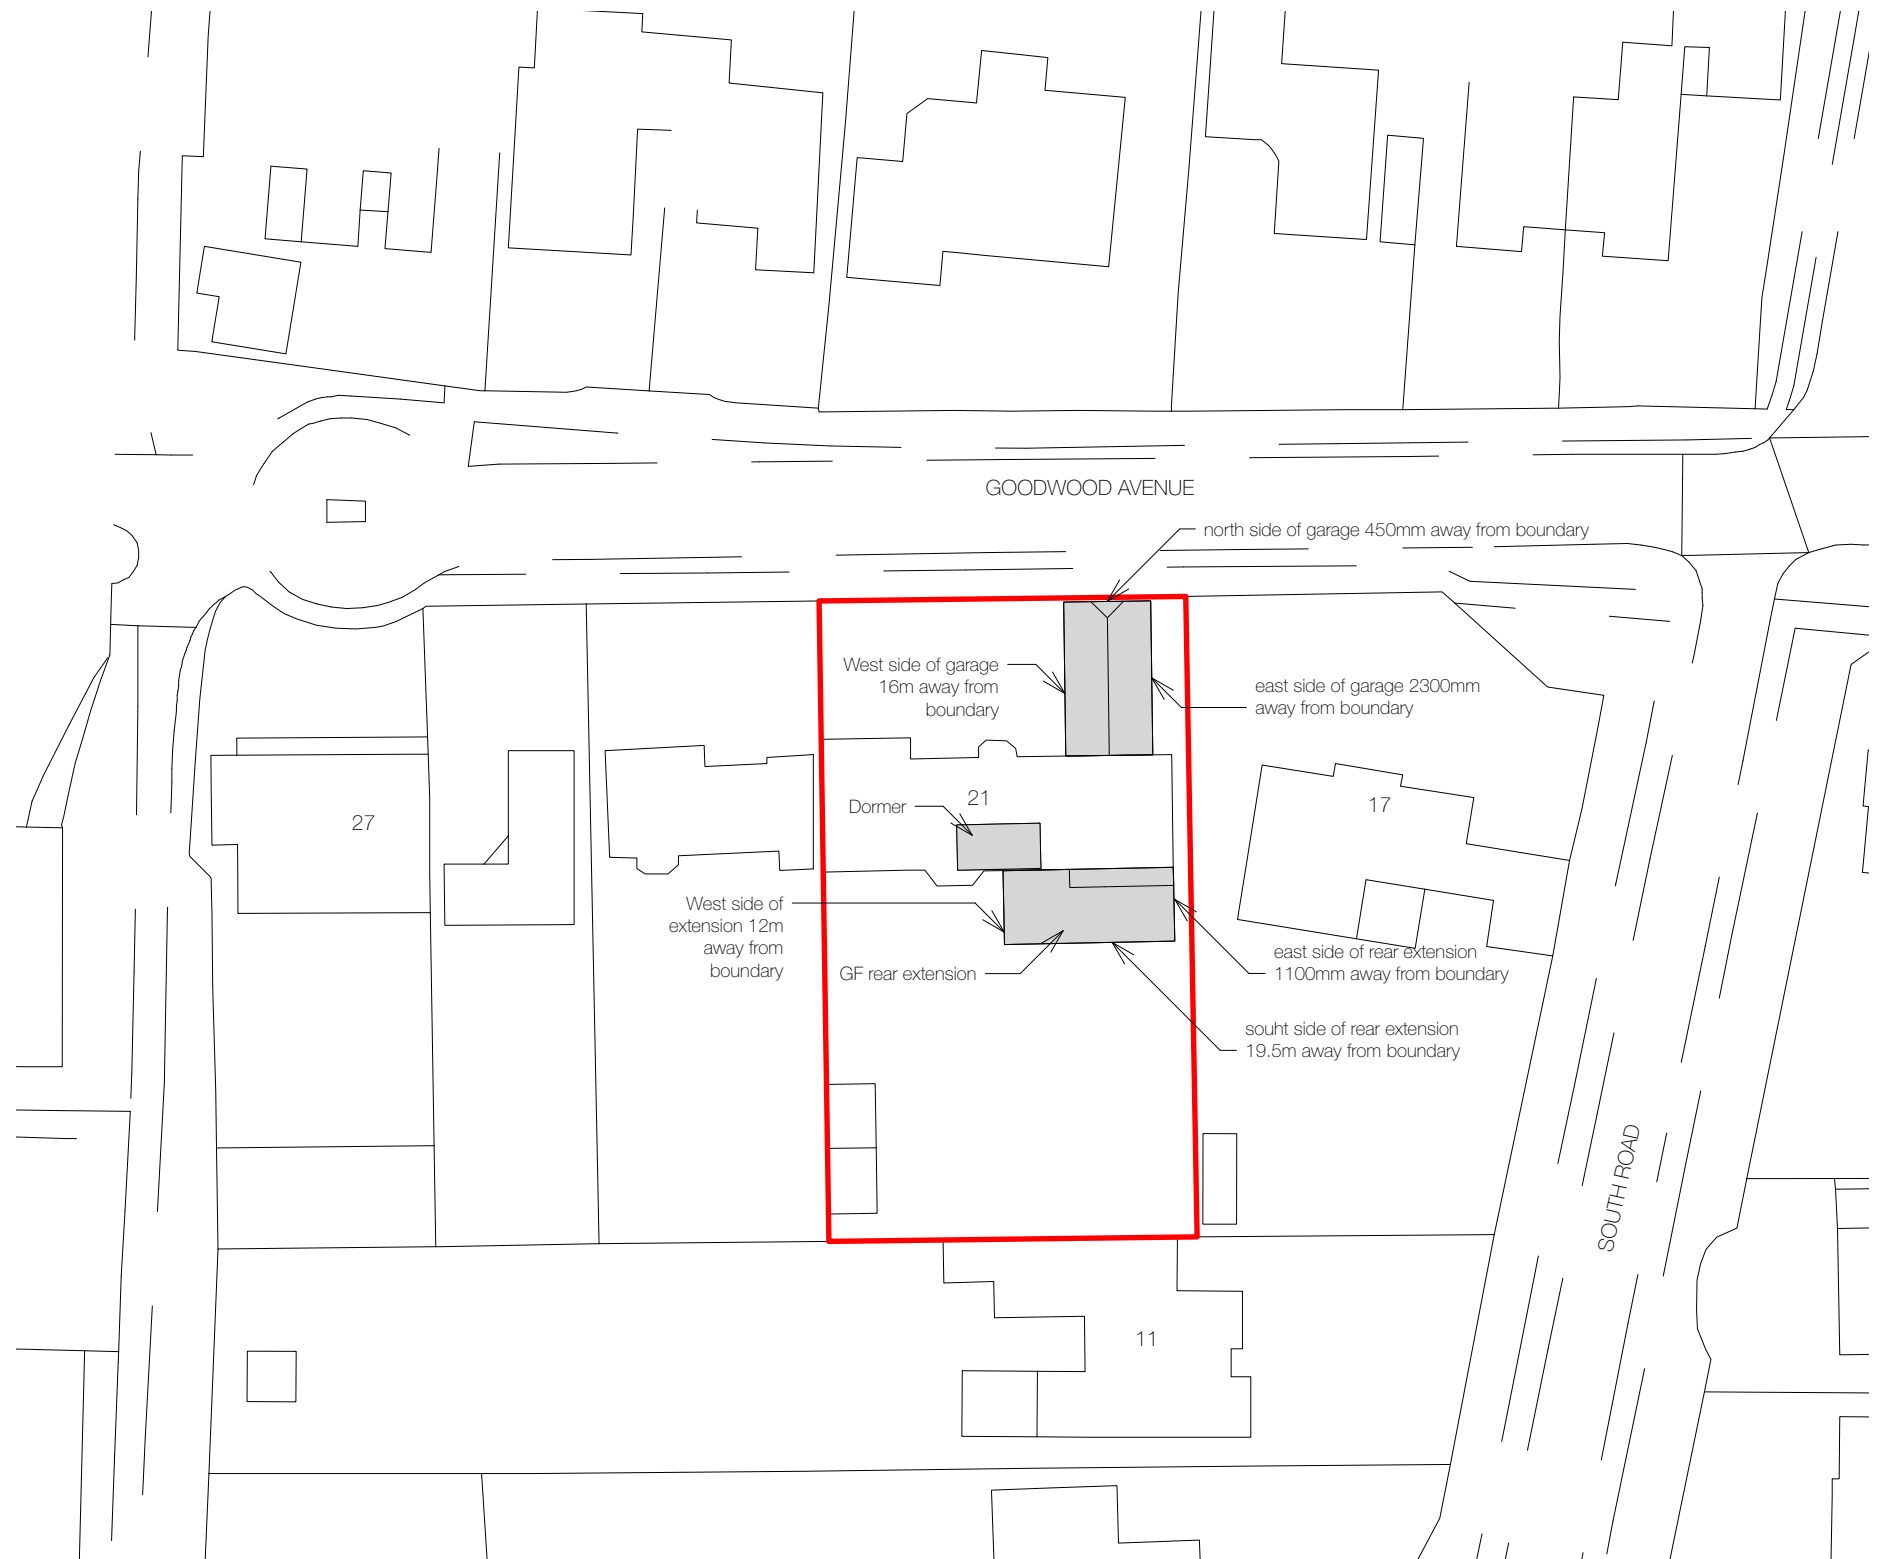 GOODWOOD AVENUE
north side of garage 450mm away from boundary
West side of garage
16m away from
boundary
east side of garage 2300mm
away from boundary
21
Dormer
17
27
West side of
extension 12m
away from
boundary
GF rear extension
east side of rear extension
1100mm away from boundary
souht side of rear extension
19.5m away from boundary
SOUTH ROAD
11